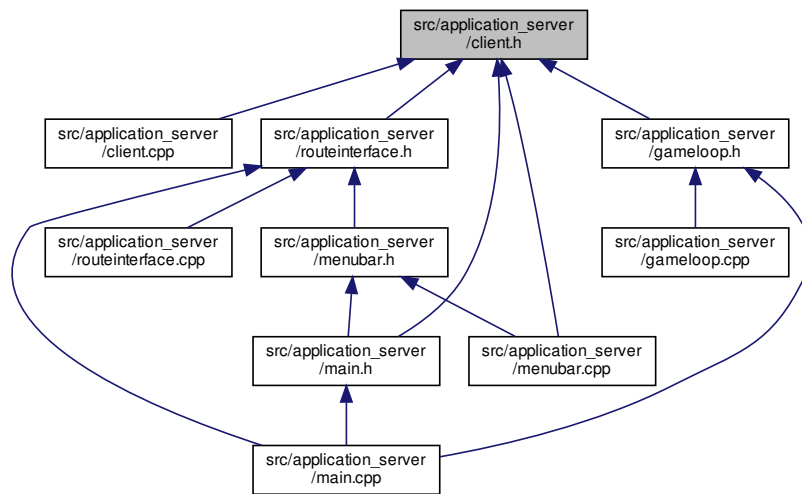 src/application_server
/client.h
src/application_server
/client.cpp
src/application_server
/routeinterface.h
src/application_server
/gameloop.h
src/application_server
/routeinterface.cpp
src/application_server
/menubar.h
src/application_server
/gameloop.cpp
src/application_server
/main.h
src/application_server
/menubar.cpp
src/application_server
/main.cpp